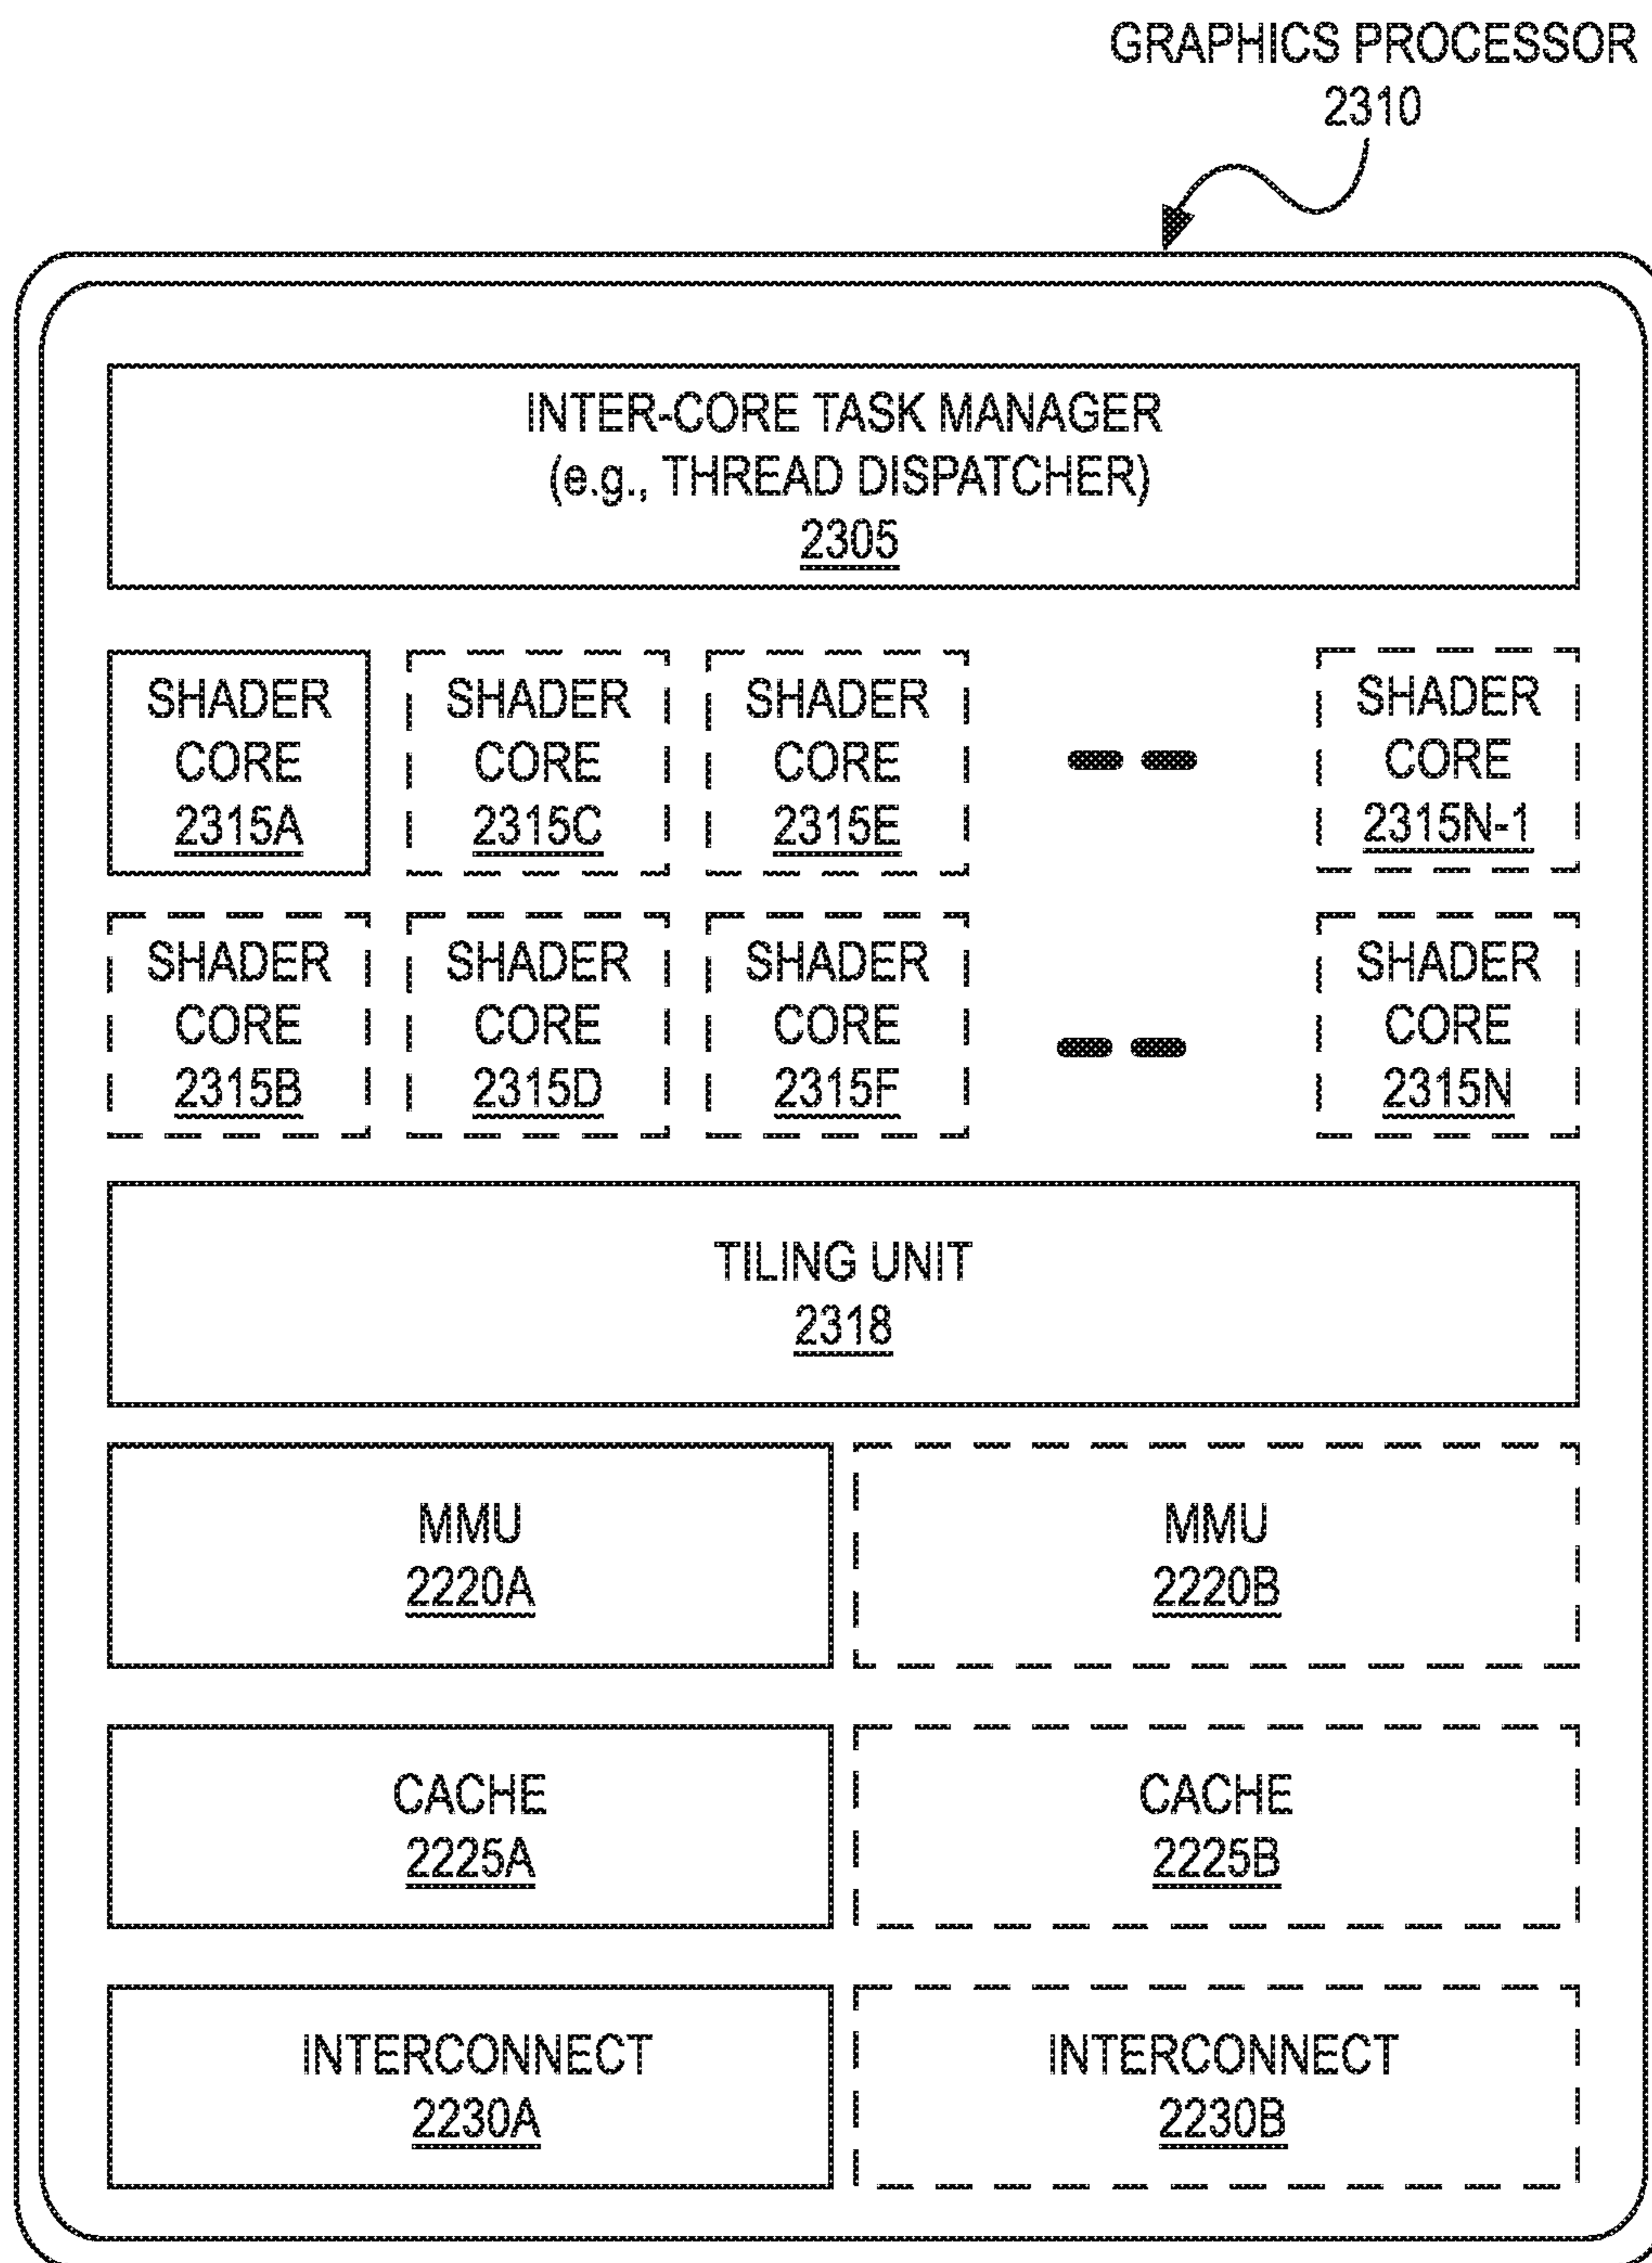 GRAPHICS PROCESSOR
2310
INTER-CORE TASK MANAGER
(e.g., THREAD DISPATCHER)
2305
SHADER
CORE
2315A
SHADER
CORE
2315C
SHADER
CORE
2315E
SHADER
CORE
2315N-1
SHADER
CORE
2315B
SHADER
CORE
2315D
SHADER
CORE
2315F
SHADER
CORE
2315N
TILING UNIT
2318
MMU
2220A
MMU
2220B
CACHE
2225A
CACHE
2225B
INTERCONNECT
2230A
INTERCONNECT
2230B